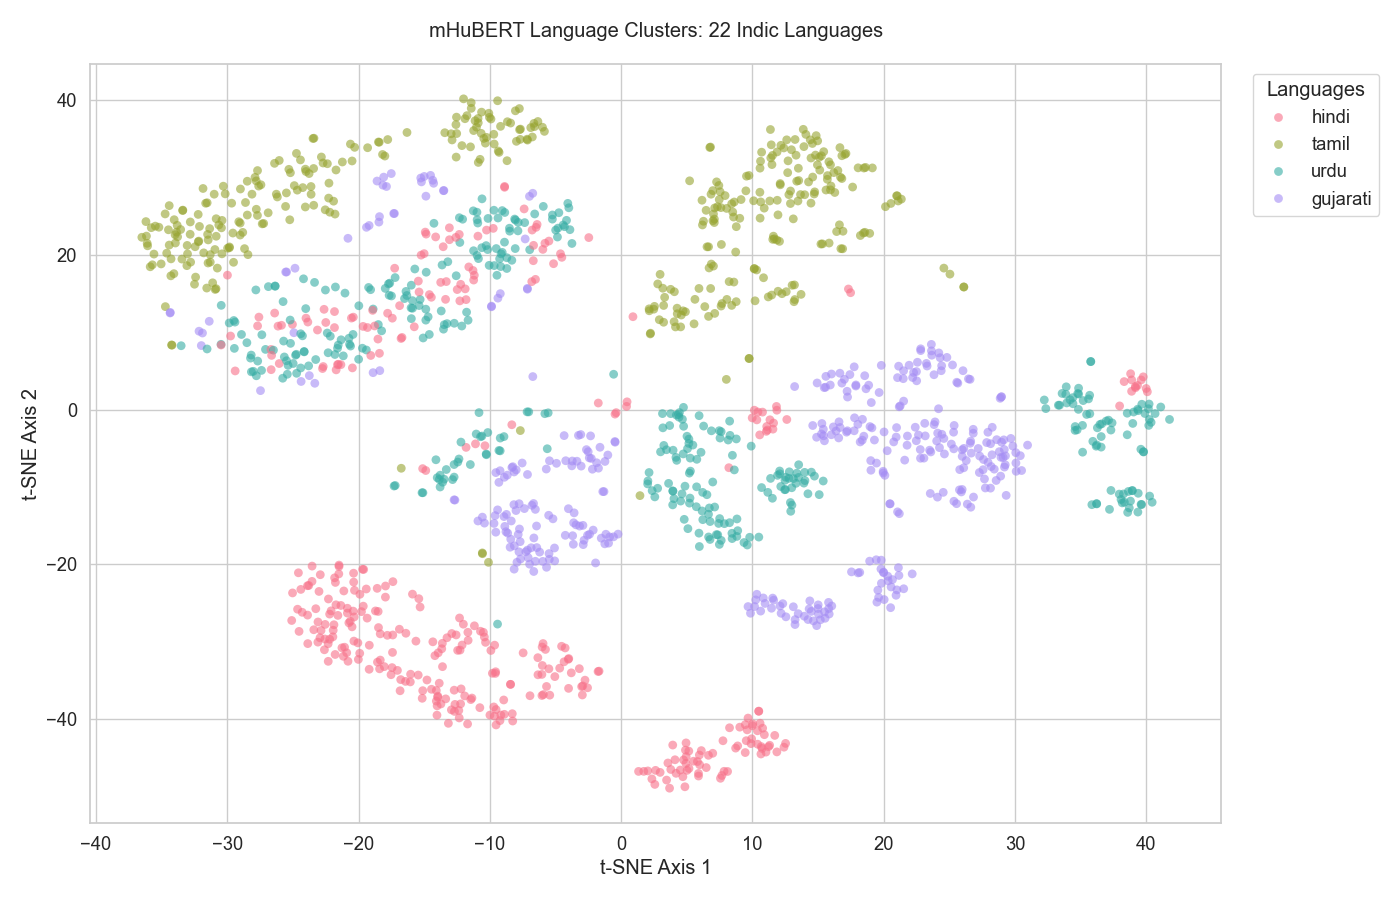 mHuBERT Language Clusters: 22 Indic Languages
Languages
hindi
tamil
urdu
gujarati
t-SNE Axis 2
40
20
0
−20
−40
−40 −30 −20 −10 0 10 20 30 40
t-SNE Axis 1